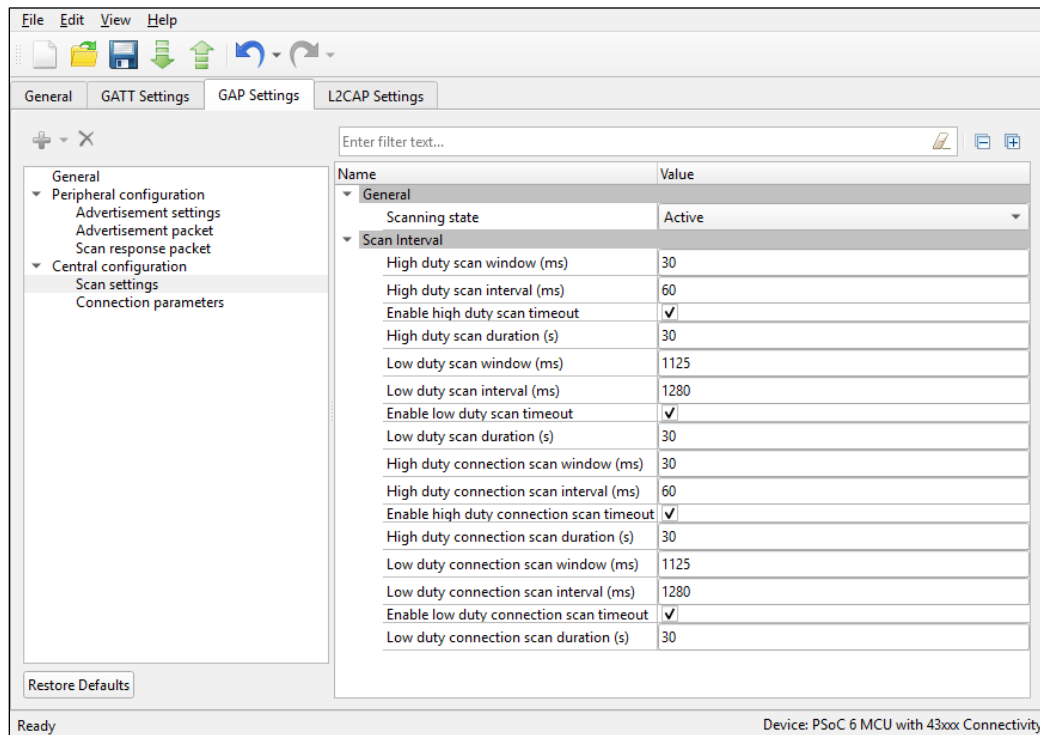 File Edit View Help
General GATT Settings GAP Settings L2CAP Settings
Enter filter text...
General
Peripheral configuration
Advertisement settings
Advertisement packet
Scan response packet
Central configuration
Scan settings
Connection parameters
Name Value
General
Scanning state Active
Scan Interval
High duty scan window (ms) 30
High duty scan interval (ms) 60
Enable high duty scan timeout
High duty scan duration (s) 30
Low duty scan window (ms) 1125
Low duty scan interval (ms) 1280
Enable low duty scan timeout
Low duty scan duration (s) 30
High duty connection scan window (ms) 30
High duty connection scan interval (ms) 60
Enable high duty connection scan timeout
High duty connection scan duration (s) 30
Low duty connection scan window (ms) 1125
Low duty connection scan interval (ms) 1280
Enable low duty connection scan timeout
Low duty connection scan duration (s) 30
Restore Defaults
Ready Device: PSoC 6 MCU with 43xxx Connectivity